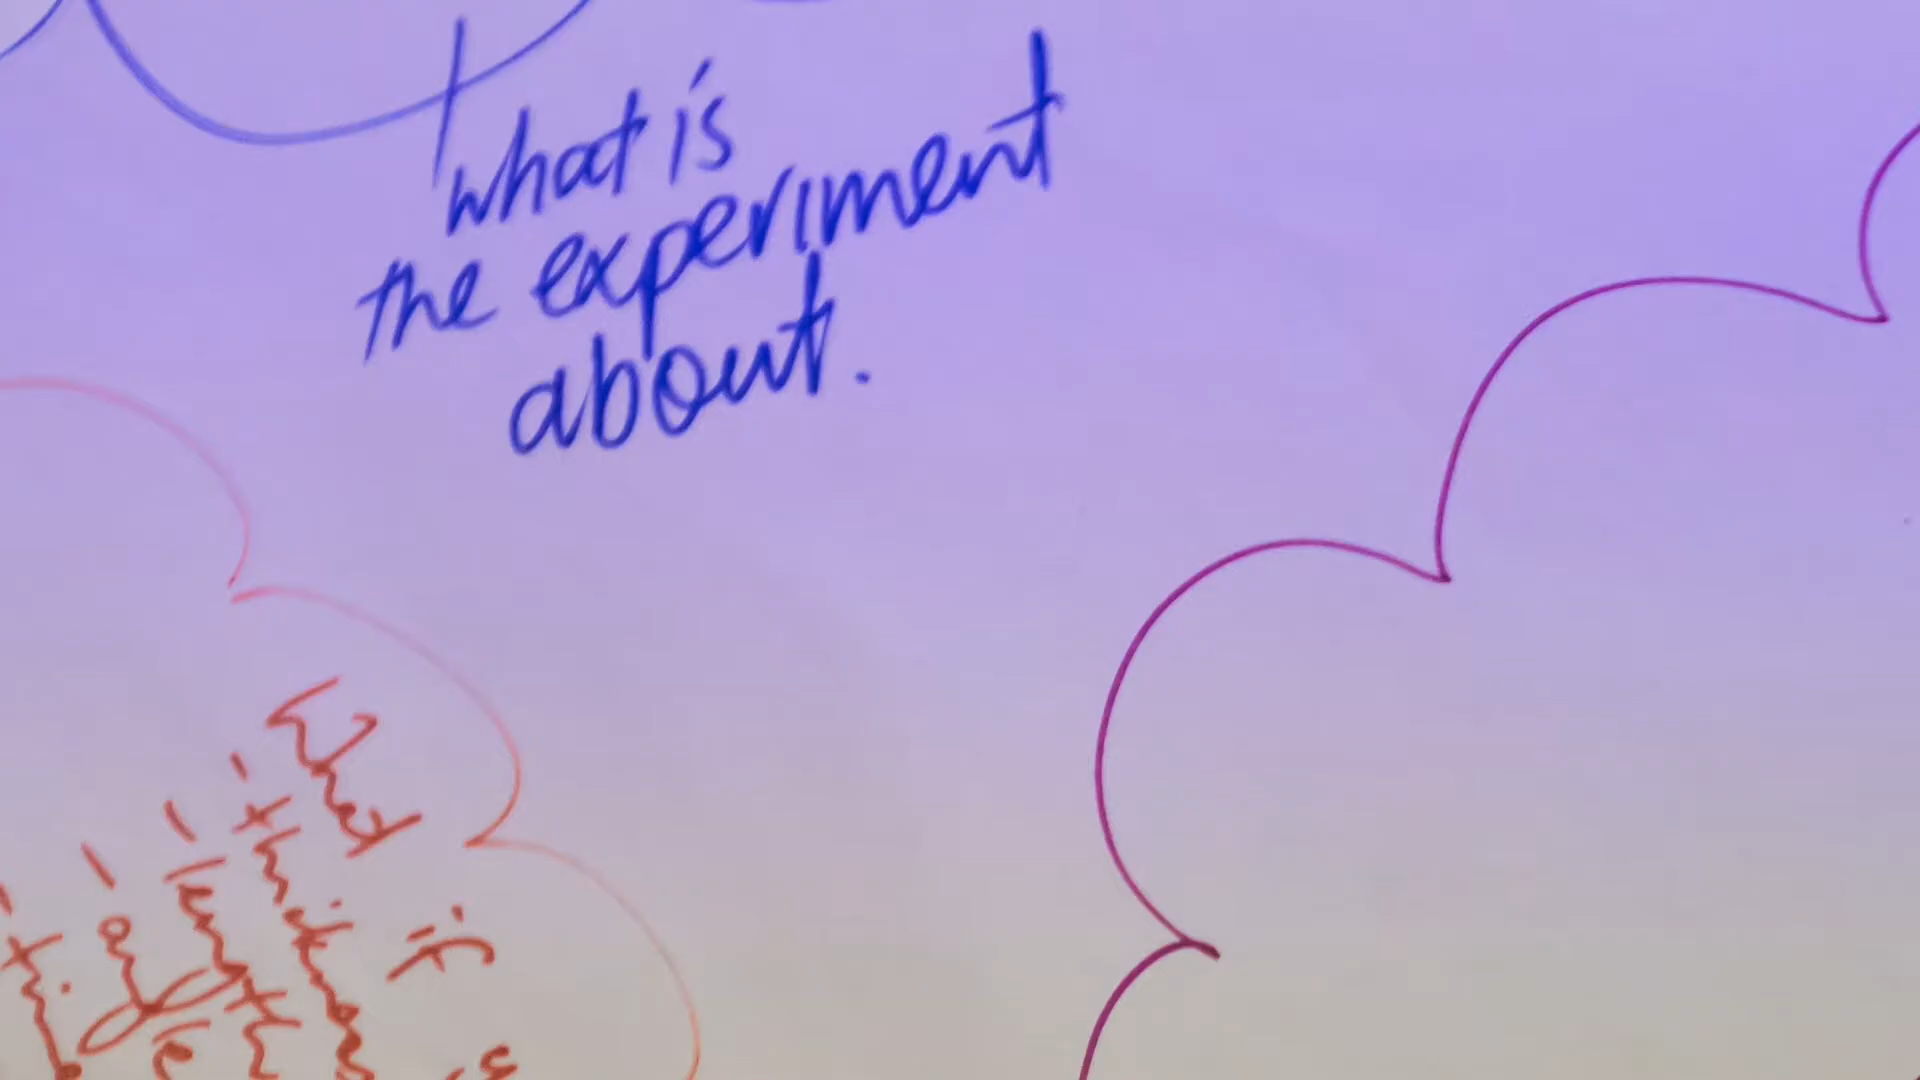 what is
the experiment
about.
What if
- thickness
- length
- angle